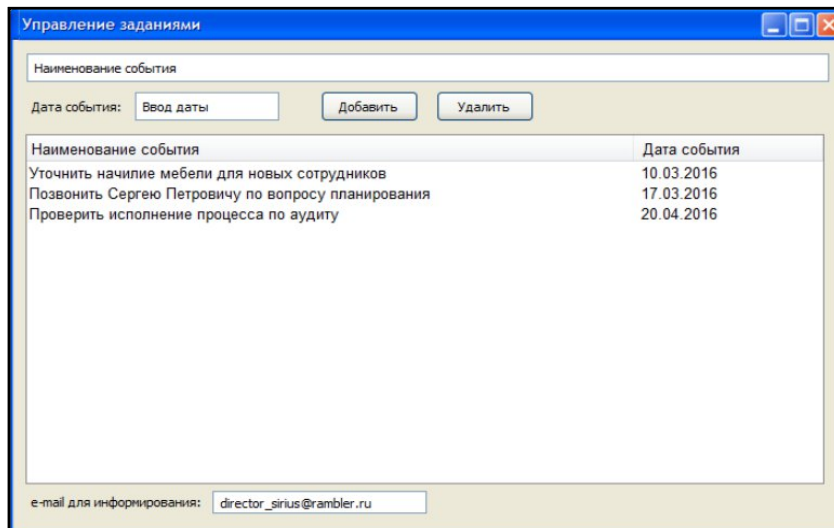 Управление заданиями
Наименование события
Дата события: Ввод даты Добавить Удалить
Наименование события Дата события
Уточнить начилие мебели для новых сотрудников 10.03.2016
Позвонить Сергею Петровичу по вопросу планирования 17.03.2016
Проверить исполнение процесса по аудиту 20.04.2016
e-mail для информирования: director_sirius@rambler.ru